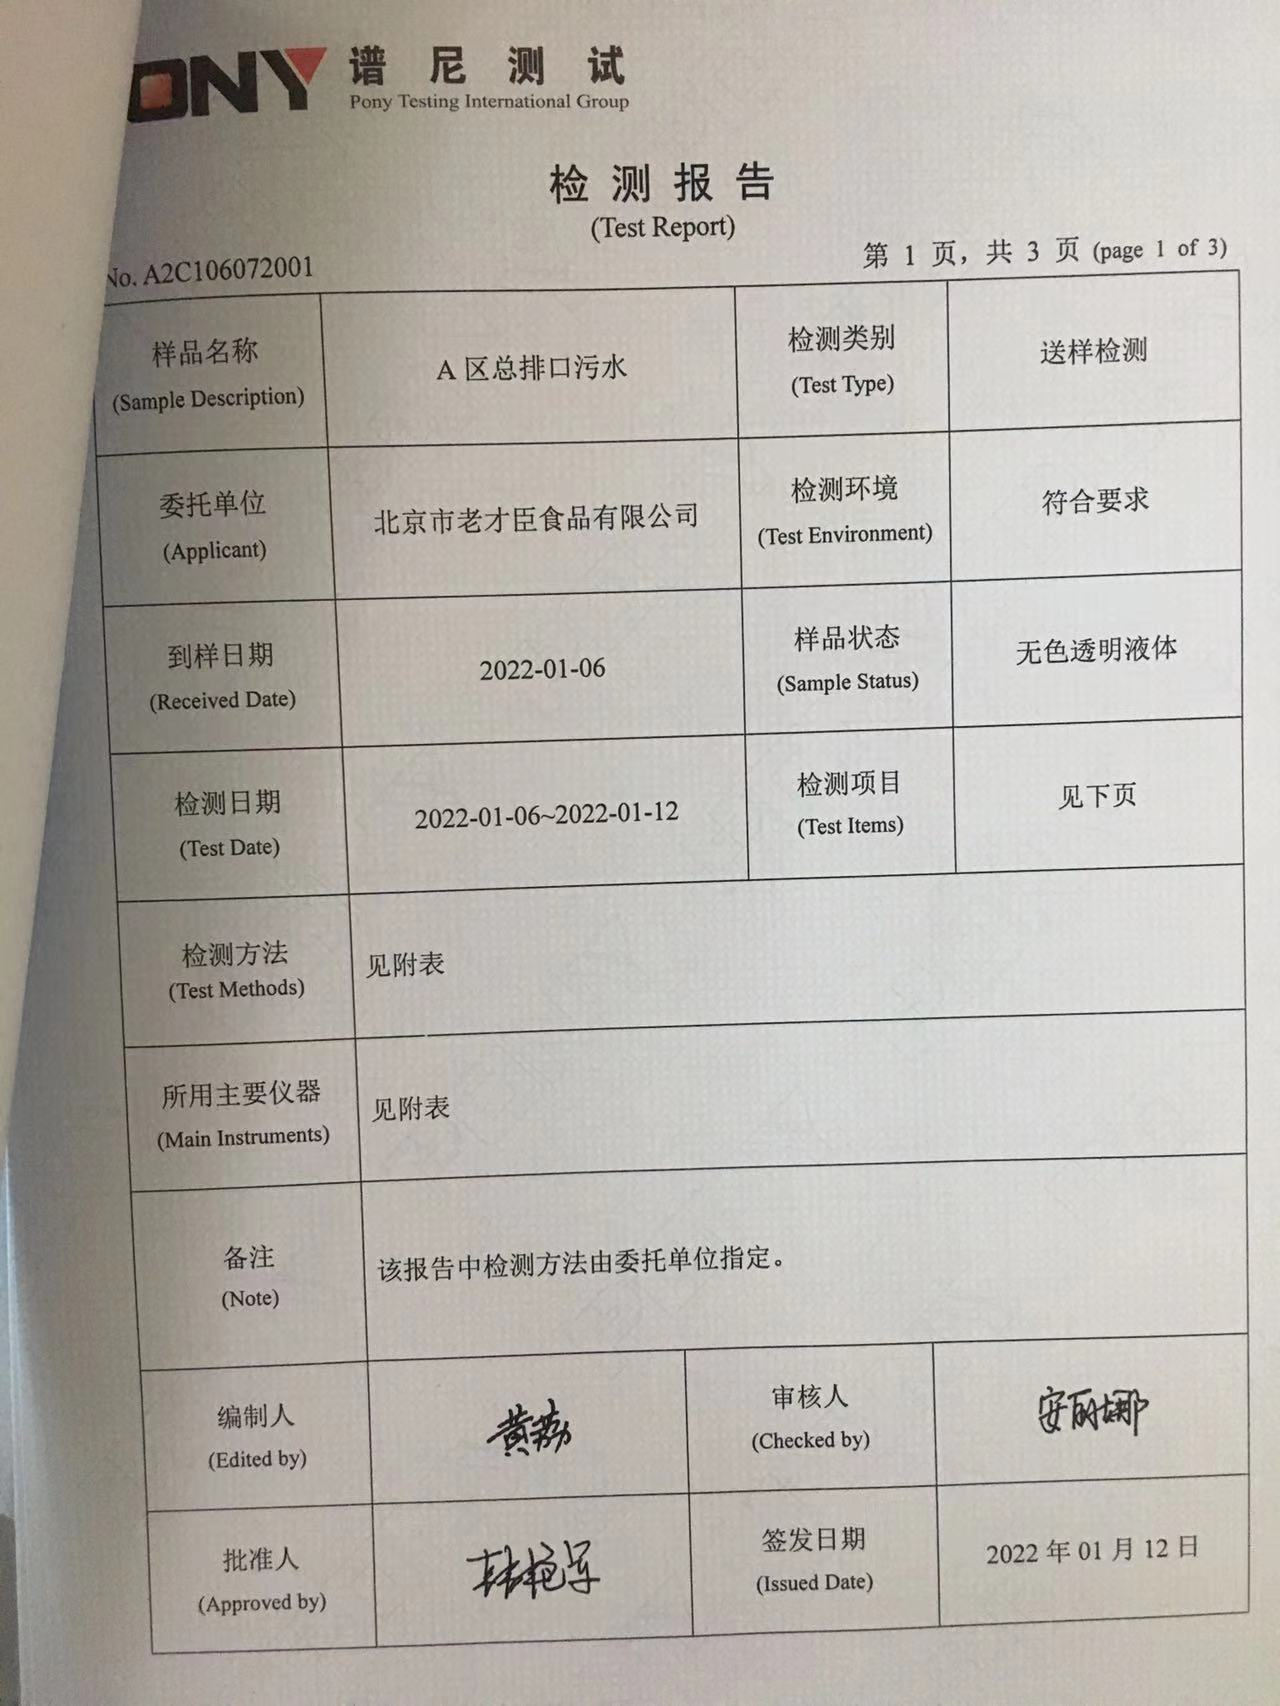 ONY 谱尼测试
Pony Testing International Group
检测报告
(Test Report)
No. A2C106072001
第 1 页，共 3 页 (page 1 of 3)
样品名称
(Sample Description)
A 区总排口污水
检测类别
(Test Type)
送样检测
委托单位
(Applicant)
北京市老才臣食品有限公司
检测环境
(Test Environment)
符合要求
到样日期
(Received Date)
2022-01-06
样品状态
(Sample Status)
无色透明液体
检测日期
(Test Date)
2022-01-06~2022-01-12
检测项目
(Test Items)
见下页
检测方法
(Test Methods)
见附表
所用主要仪器
(Main Instruments)
见附表
备注
(Note)
该报告中检测方法由委托单位指定。
编制人
(Edited by)
黄荔
审核人
(Checked by)
安丽娜
批准人
(Approved by)
签发日期
(Issued Date)
2022 年 01 月 12 日